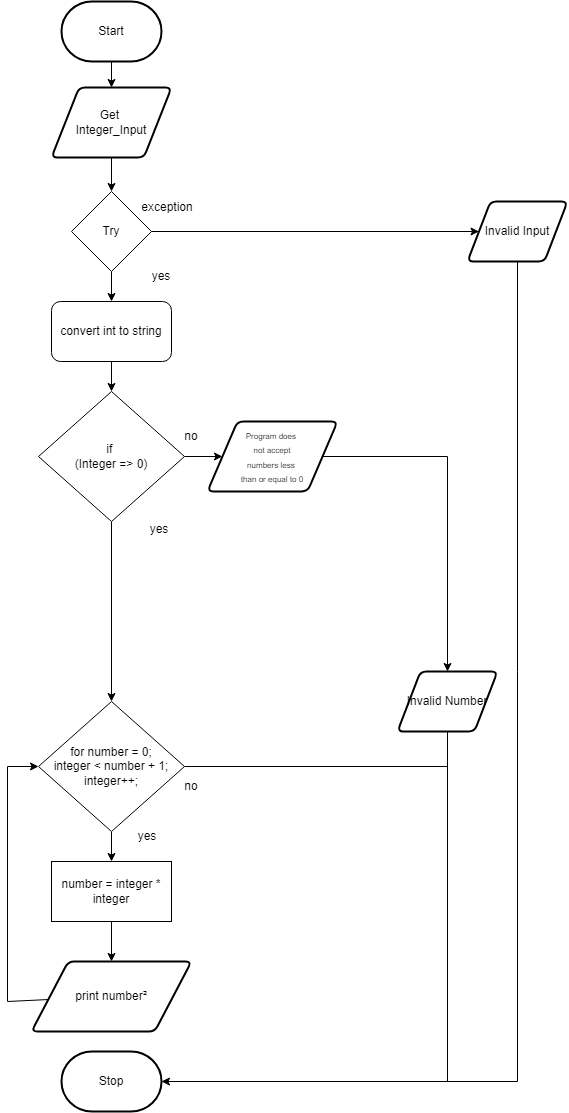 Start
Get
Integer_Input
exception
Try
Invalid Input
yes
convert int to string
no
if
(Integer => 0)
Program does
not accept
numbers less
than or equal to 0
yes
Invalid Number
for number = 0;
integer < number + 1;
integer++;
no
yes
number = integer *
integer
print number²
Stop